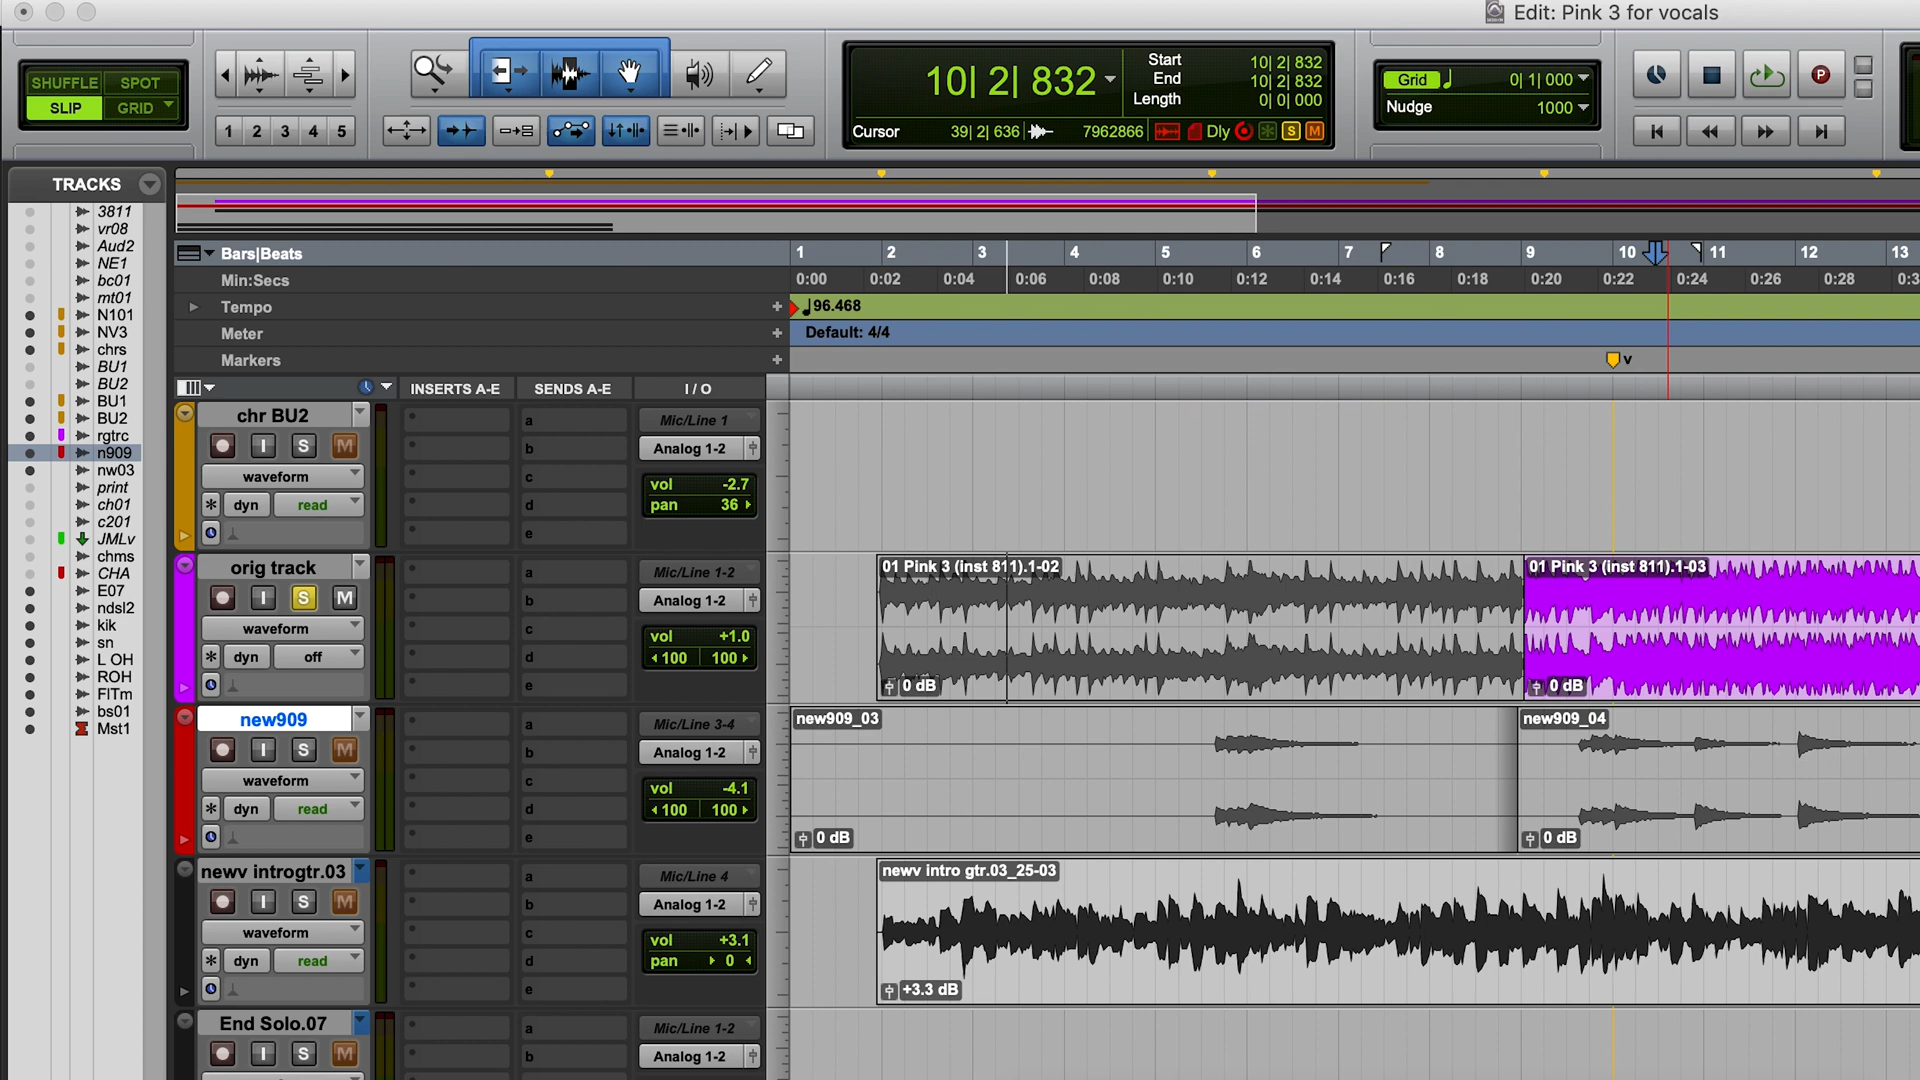 Edit: Pink 3 for vocals
SHUFFLE SPOT
SLIP GRID
1 2 3 4 5
10| 2| 832
Start 10| 2| 832
End 10| 2| 832
Length 0| 0| 000
Cursor 39| 2| 636 7962866 Dly S M
Grid 0| 1| 000
Nudge 1000
P
TRACKS
3811
vr08
Aud2
NE1
bc01
mt01
N101
NV3
chrs
BU1
BU2
BU1
BU2
rgtrc
n909
nw03
print
ch01
c201
JMLv
chms
CHA
E07
ndsl2
kik
sn
L OH
ROH
FlTm
bs01
Mst1
Bars|Beats 1 2 3 4 5 6 7 8 9 10 11 12 13
Min:Secs 0:00 0:02 0:04 0:06 0:08 0:10 0:12 0:14 0:16 0:18 0:20 0:22 0:24 0:26 0:28 0:3
Tempo + 96.468
Meter + Default: 4/4
Markers + v
INSERTS A-E SENDS A-E I / O
chr BU2
I S M
waveform
dyn read
a
b
c
d
e
Mic/Line 1
Analog 1-2
vol -2.7
pan 36
orig track
I S M
waveform
dyn off
a
b
c
d
e
Mic/Line 1-2
Analog 1-2
vol +1.0
100 100
01 Pink 3 (inst 811).1-02
0 dB
01 Pink 3 (inst 811).1-03
0 dB
new909
I S M
waveform
dyn read
a
b
c
d
e
Mic/Line 3-4
Analog 1-2
vol -4.1
100 100
new909_03
0 dB
new909_04
0 dB
newv introgtr.03
I S M
waveform
dyn read
a
b
c
d
e
Mic/Line 4
Analog 1-2
vol +3.1
pan 0
newv intro gtr.03_25-03
+3.3 dB
End Solo.07
I S M
a
b
Mic/Line 1-2
Analog 1-2